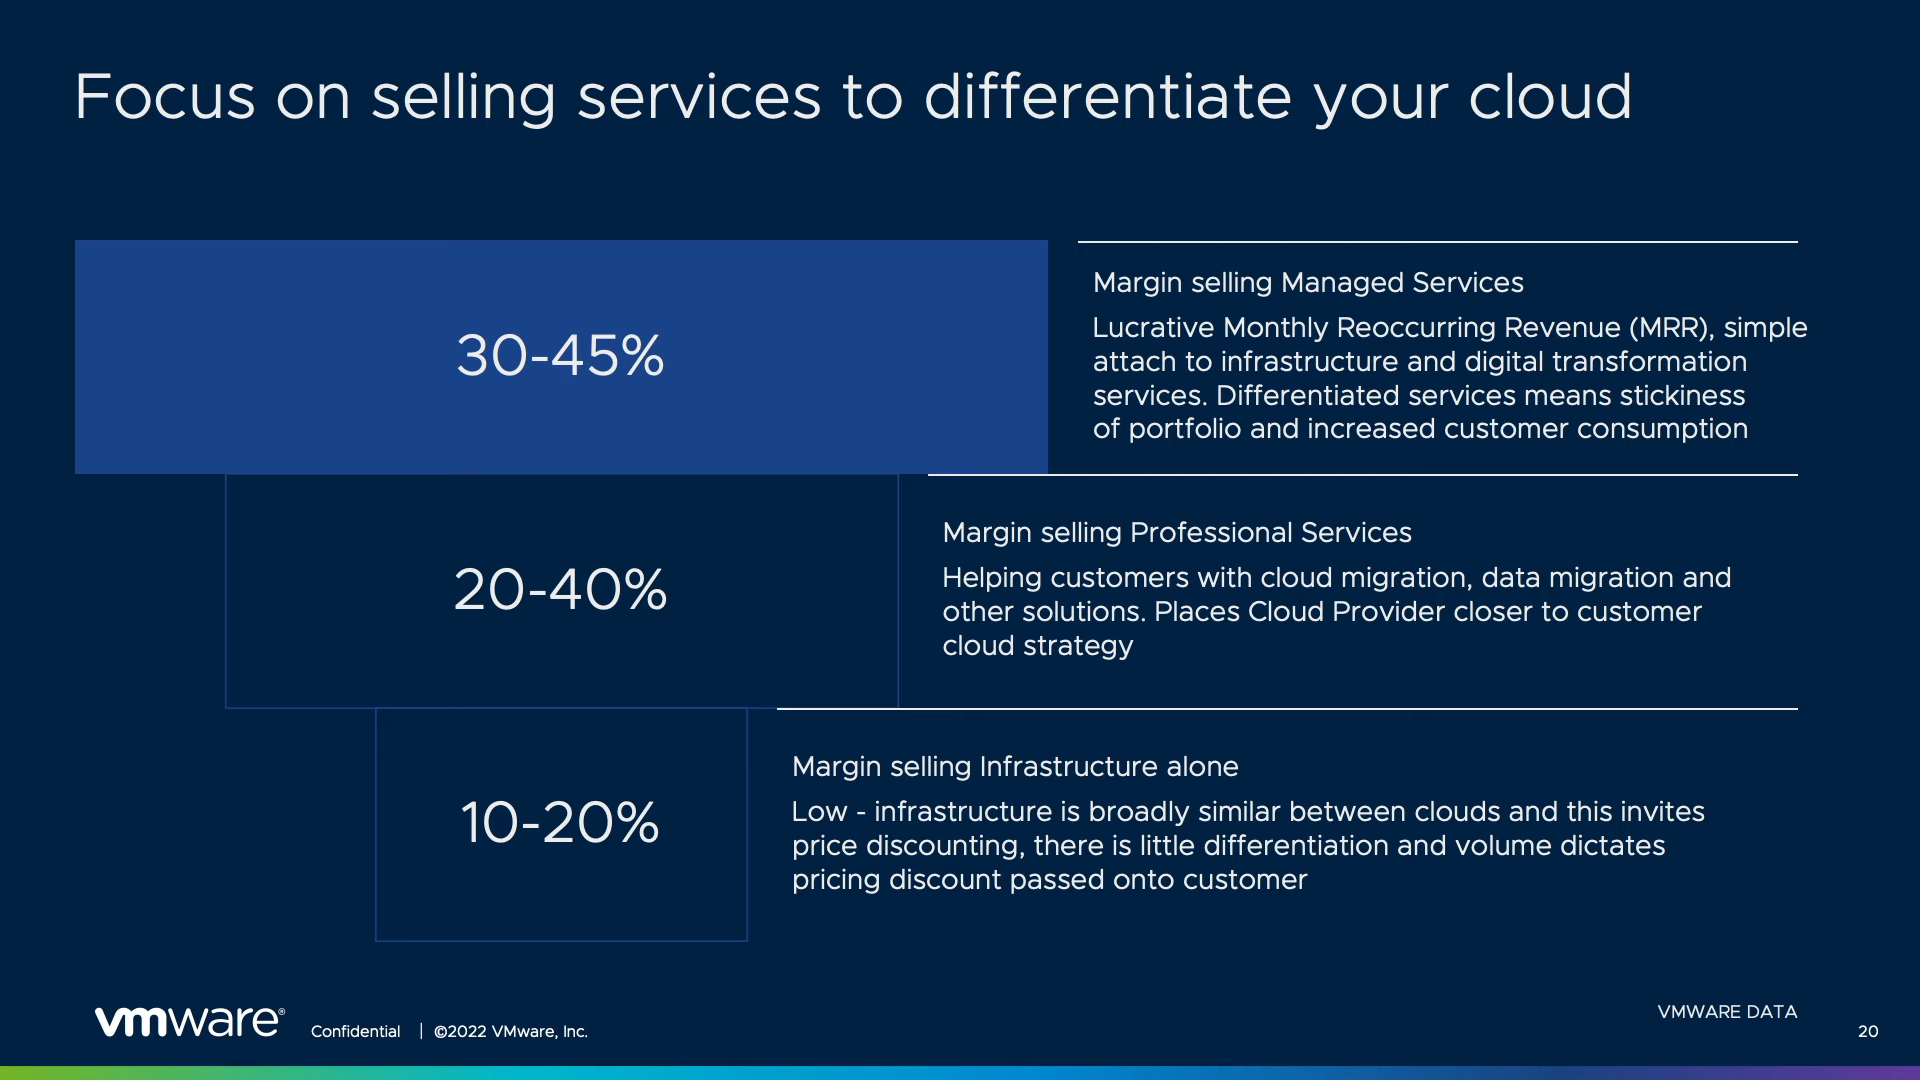 Focus on selling services to differentiate your cloud
30-45%
Margin selling Managed Services
Lucrative Monthly Reoccurring Revenue (MRR), simple
attach to infrastructure and digital transformation
services. Differentiated services means stickiness
of portfolio and increased customer consumption
20-40%
Margin selling Professional Services
Helping customers with cloud migration, data migration and
other solutions. Places Cloud Provider closer to customer
cloud strategy
10-20%
Margin selling Infrastructure alone
Low - infrastructure is broadly similar between clouds and this invites
price discounting, there is little differentiation and volume dictates
pricing discount passed onto customer
vmware®
Confidential | ©2022 VMware, Inc.
VMWARE DATA
20